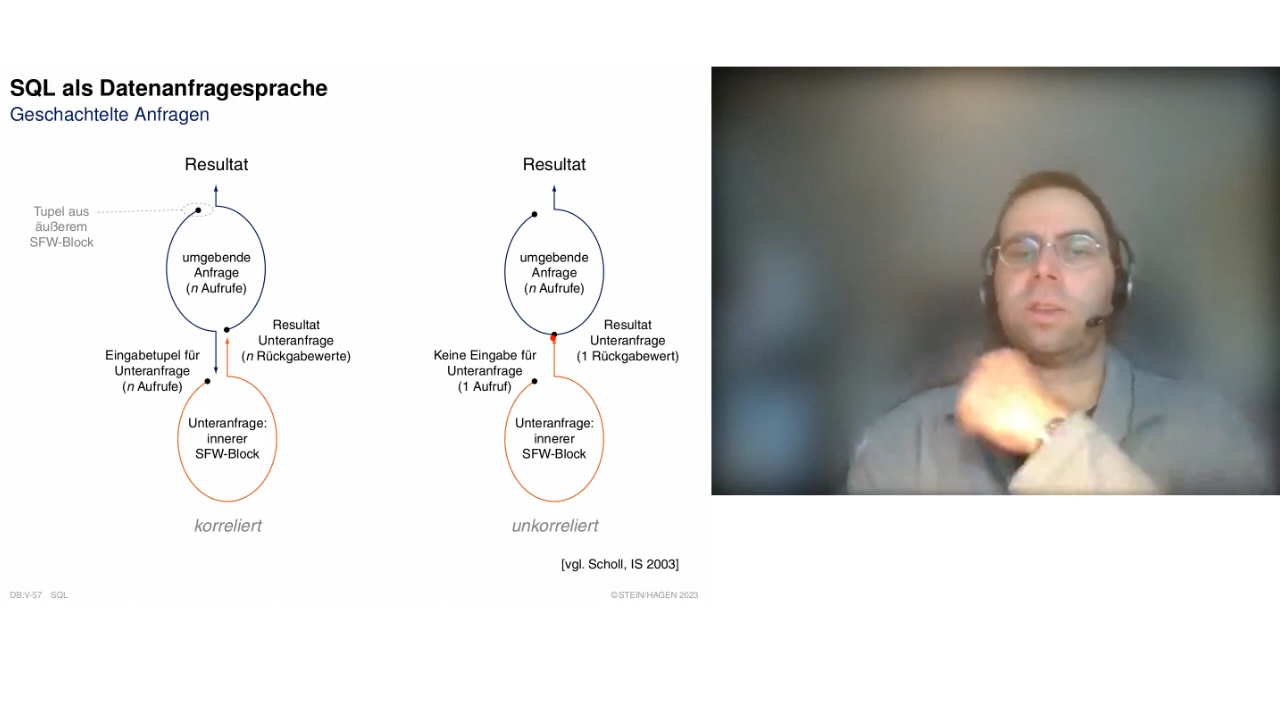 SQL als Datenanfragesprache
Geschachtelte Anfragen
Resultat
Tupel aus
äußerem
SFW-Block
umgebende
Anfrage
(n Aufrufe)
Resultat
Unteranfrage
(n Rückgabewerte)
Eingabetupel für
Unteranfrage
(n Aufrufe)
Unteranfrage:
innerer
SFW-Block
korreliert
Resultat
umgebende
Anfrage
(n Aufrufe)
Resultat
Unteranfrage
(1 Rückgabewert)
Keine Eingabe für
Unteranfrage
(1 Aufruf)
Unteranfrage:
innerer
SFW-Block
unkorreliert
[vgl. Scholl, IS 2003]
DB:V-57 SQL
© STEIN/HAGEN 2023